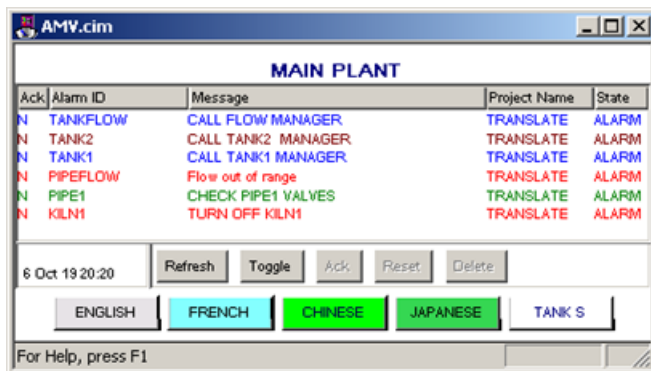 AMV.cim
MAIN PLANT
Ack Alarm ID Message Project Name State
N TANKFLOW CALL FLOW MANAGER TRANSLATE ALARM
N TANK2 CALL TANK2 MANAGER TRANSLATE ALARM
N TANK1 CALL TANK1 MANAGER TRANSLATE ALARM
N PIPEFLOW Flow out of range TRANSLATE ALARM
N PIPE1 CHECK PIPE1 VALVES TRANSLATE ALARM
N KILN1 TURN OFF KILN1 TRANSLATE ALARM
6 Oct 19 20:20 Refresh Toggle Ack Reset Delete
ENGLISH FRENCH CHINESE JAPANESE TANK S
For Help, press F1